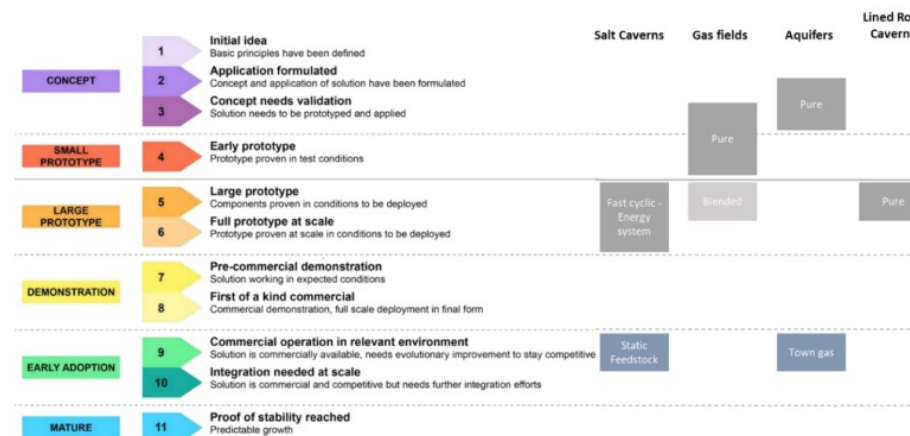 Salt Caverns
Gas fields
Aquifers
Lined Ro
Cavern
CONCEPT
1
Initial idea
Basic principles have been defined
2
Application formulated
Concept and application of solution have been formulated
3
Concept needs validation
Solution needs to be prototyped and applied
Pure
Pure
SMALL
PROTOTYPE
4
Early prototype
Prototype proven in test conditions
LARGE
PROTOTYPE
5
Large prototype
Components proven in conditions to be deployed
6
Full prototype at scale
Prototype proven at scale in conditions to be deployed
Fast cyclic -
Energy
system
Blended
Pure
DEMONSTRATION
7
Pre-commercial demonstration
Solution working in expected conditions
8
First of a kind commercial
Commercial demonstration, full scale deployment in final form
EARLY ADOPTION
9
Commercial operation in relevant environment
Solution is commercially available, needs evolutionary improvement to stay competitive
10
Integration needed at scale
Solution is commercial and competitive but needs further integration efforts
Static
Feedstock
Town gas
MATURE
11
Proof of stability reached
Predictable growth